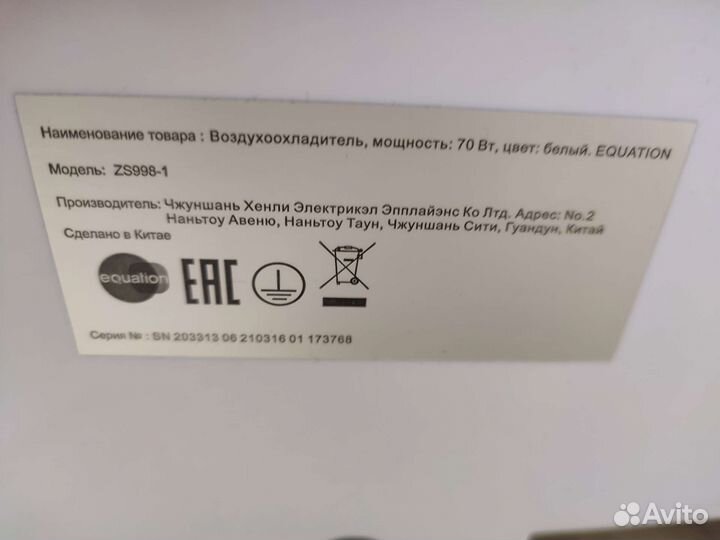 Наименование товара : Воздухоохладитель, мощность: 70 Вт, цвет: белый. EQUATION
Модель: ZS998-1
Производитель: Чжуншань Хенли Электрикэл Эпплайэнс Ко Лтд. Адрес: No.2
Наньтоу Авеню, Наньтоу Таун, Чжуншань Сити, Гуандун, Китай
Сделано в Китае
equation EAC
Серия № : SN 203313 06 210316 01 173768
Avito